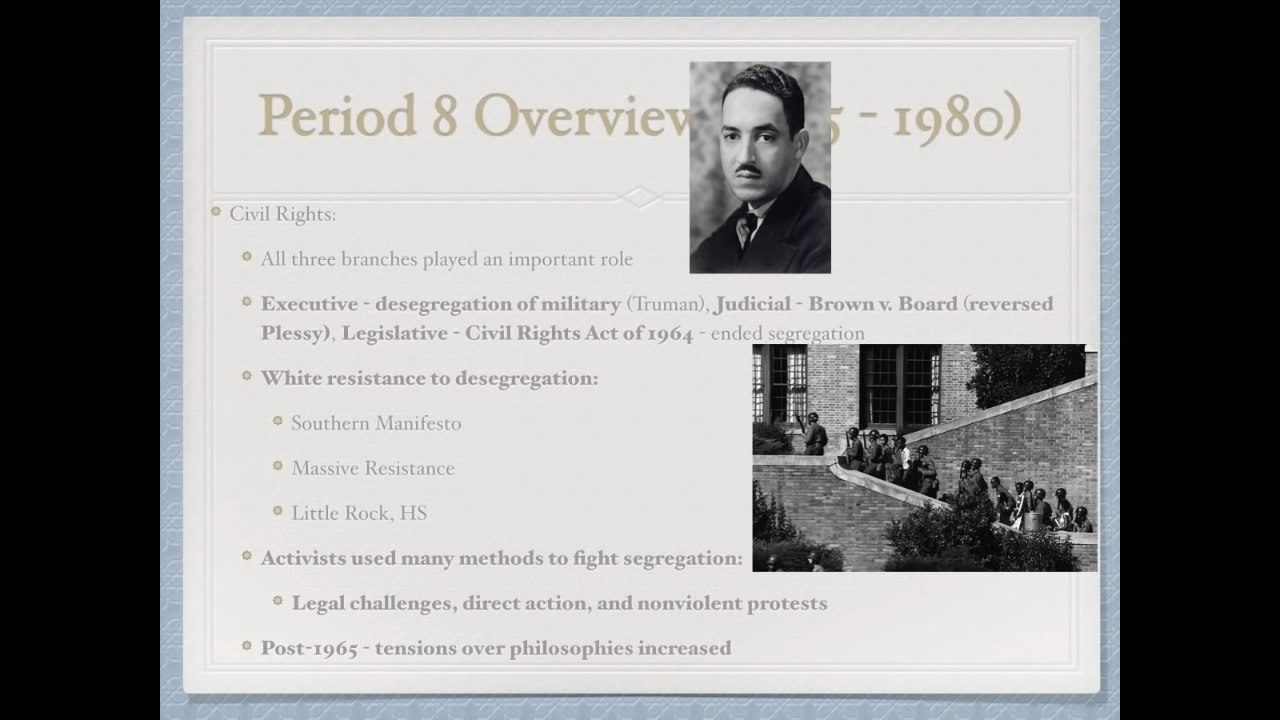 Period 8 Overview 5 - 1980)
Civil Rights:
All three branches played an important role
Executive - desegregation of military (Truman), Judicial - Brown v. Board (reversed
Plessy), Legislative - Civil Rights Act of 1964 - ended segregation
White resistance to desegregation:
Southern Manifesto
Massive Resistance
Little Rock, HS
Activists used many methods to fight segregation:
Legal challenges, direct action, and nonviolent protests
Post-1965 - tensions over philosophies increased